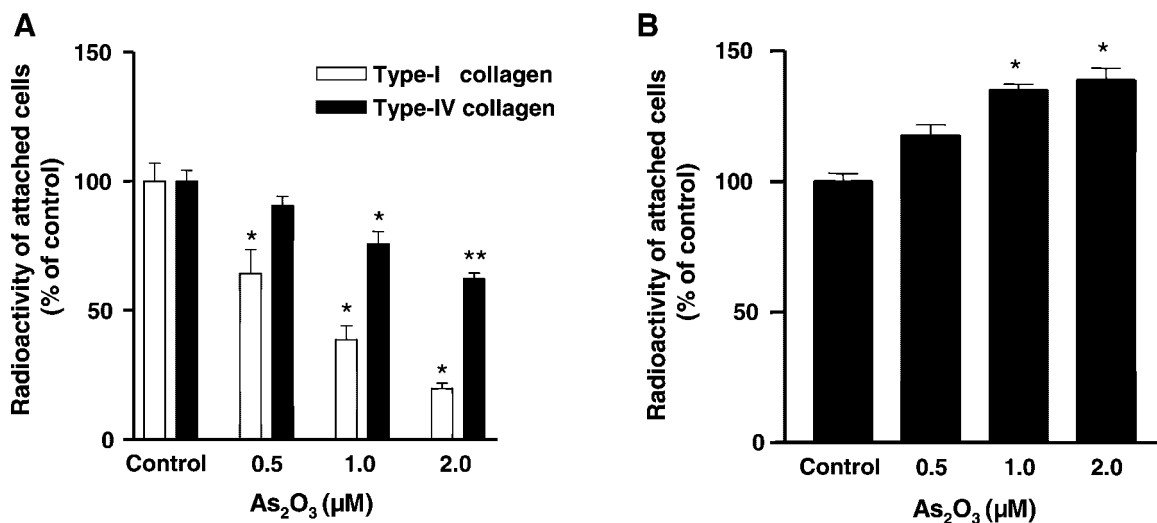 A
Radioactivity of attached cells
(% of control)
150
100
50
0
Type-I collagen
Type-IV collagen
*
*
*
*
**
Control 0.5 1.0 2.0
As₂O₃ (µM)
B
Radioactivity of attached cells
(% of control)
150
100
50
0
*
*
Control 0.5 1.0 2.0
As₂O₃ (µM)